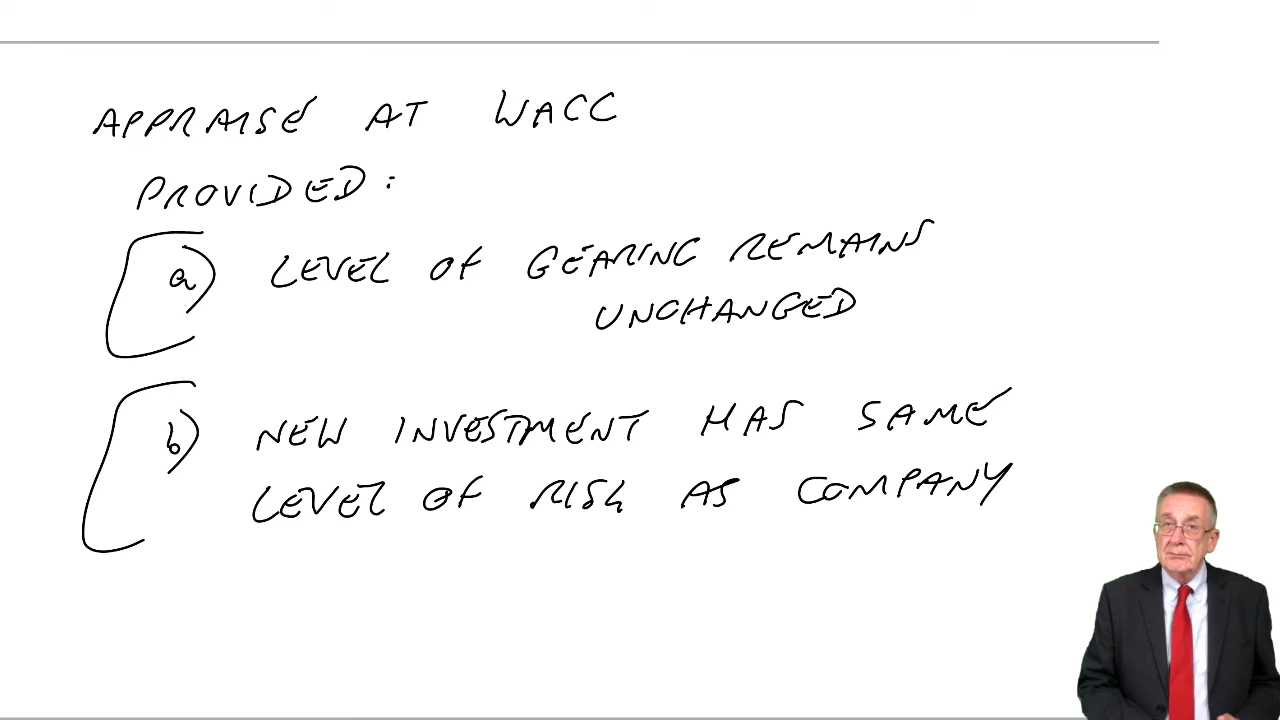 APPRAISE AT WACC
PROVIDED:
a) LEVEL OF GEARING REMAINS
UNCHANGED
b) NEW INVESTMENT HAS SAME
LEVEL OF RISK AS COMPANY